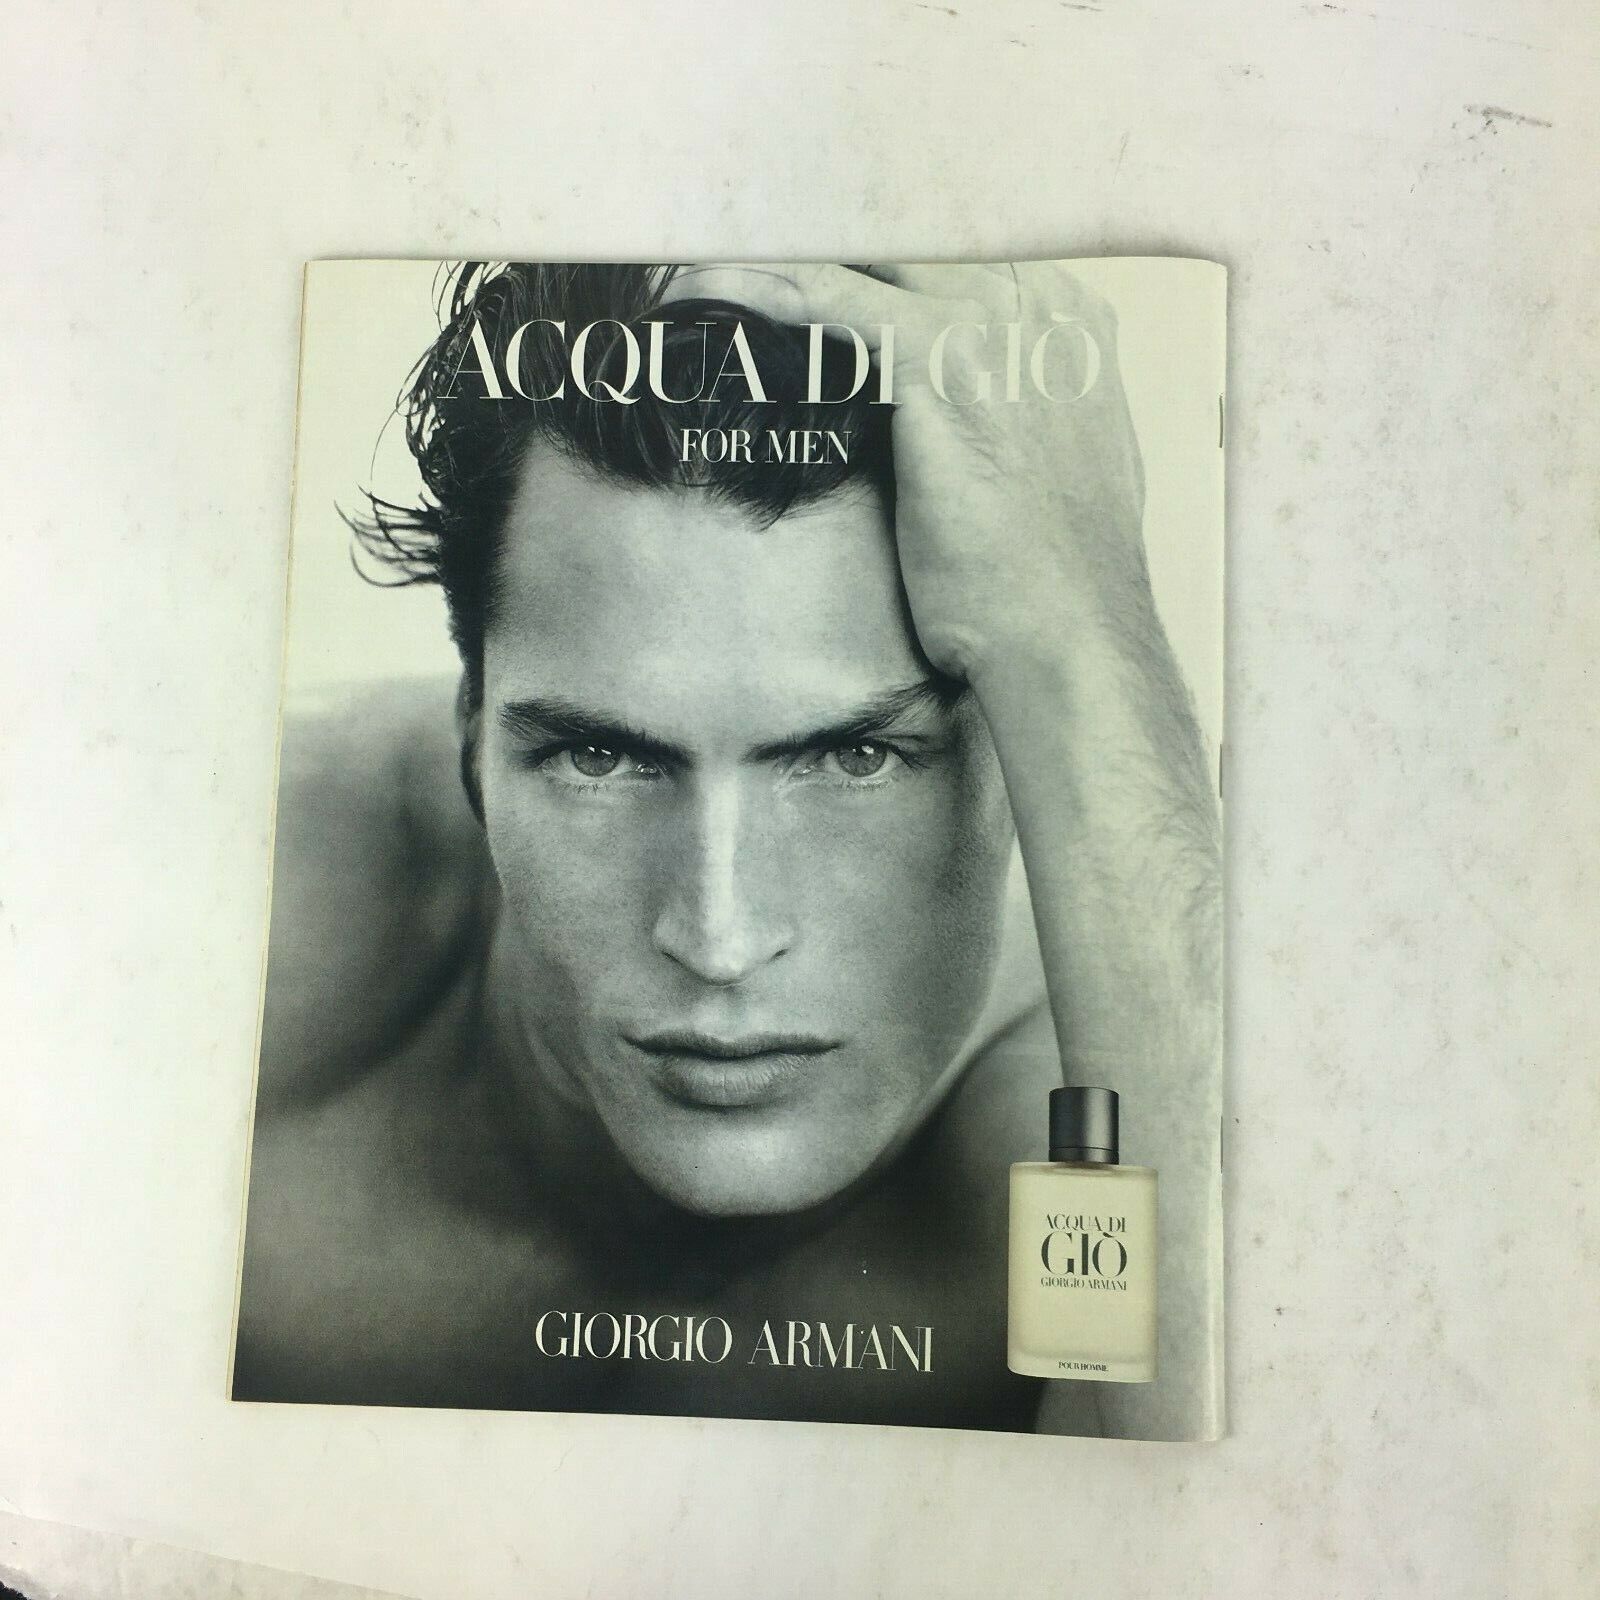 ACQUA DI GIÒ
FOR MEN
ACQUA DI
GIÒ
GIORGIO ARMANI
POUR HOMME
GIORGIO ARMANI